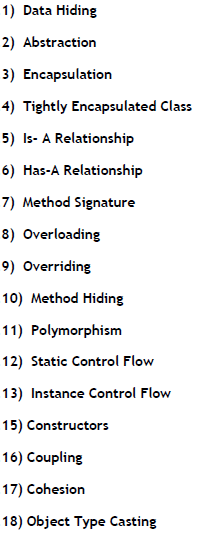 1) Data Hiding
2) Abstraction
3) Encapsulation
4) Tightly Encapsulated Class
5) Is- A Relationship
6) Has-A Relationship
7) Method Signature
8) Overloading
9) Overriding
10) Method Hiding
11) Polymorphism
12) Static Control Flow
13) Instance Control Flow
15) Constructors
16) Coupling
17) Cohesion
18) Object Type Casting